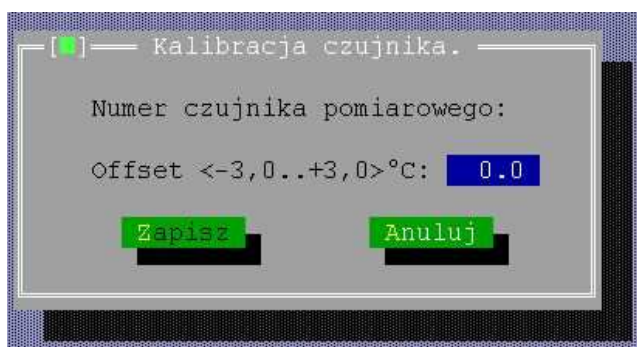 [■] Kalibracja czujnika.
Numer czujnika pomiarowego:
Offset <-3,0..+3,0>°C: 0.0
Zapisz Anuluj